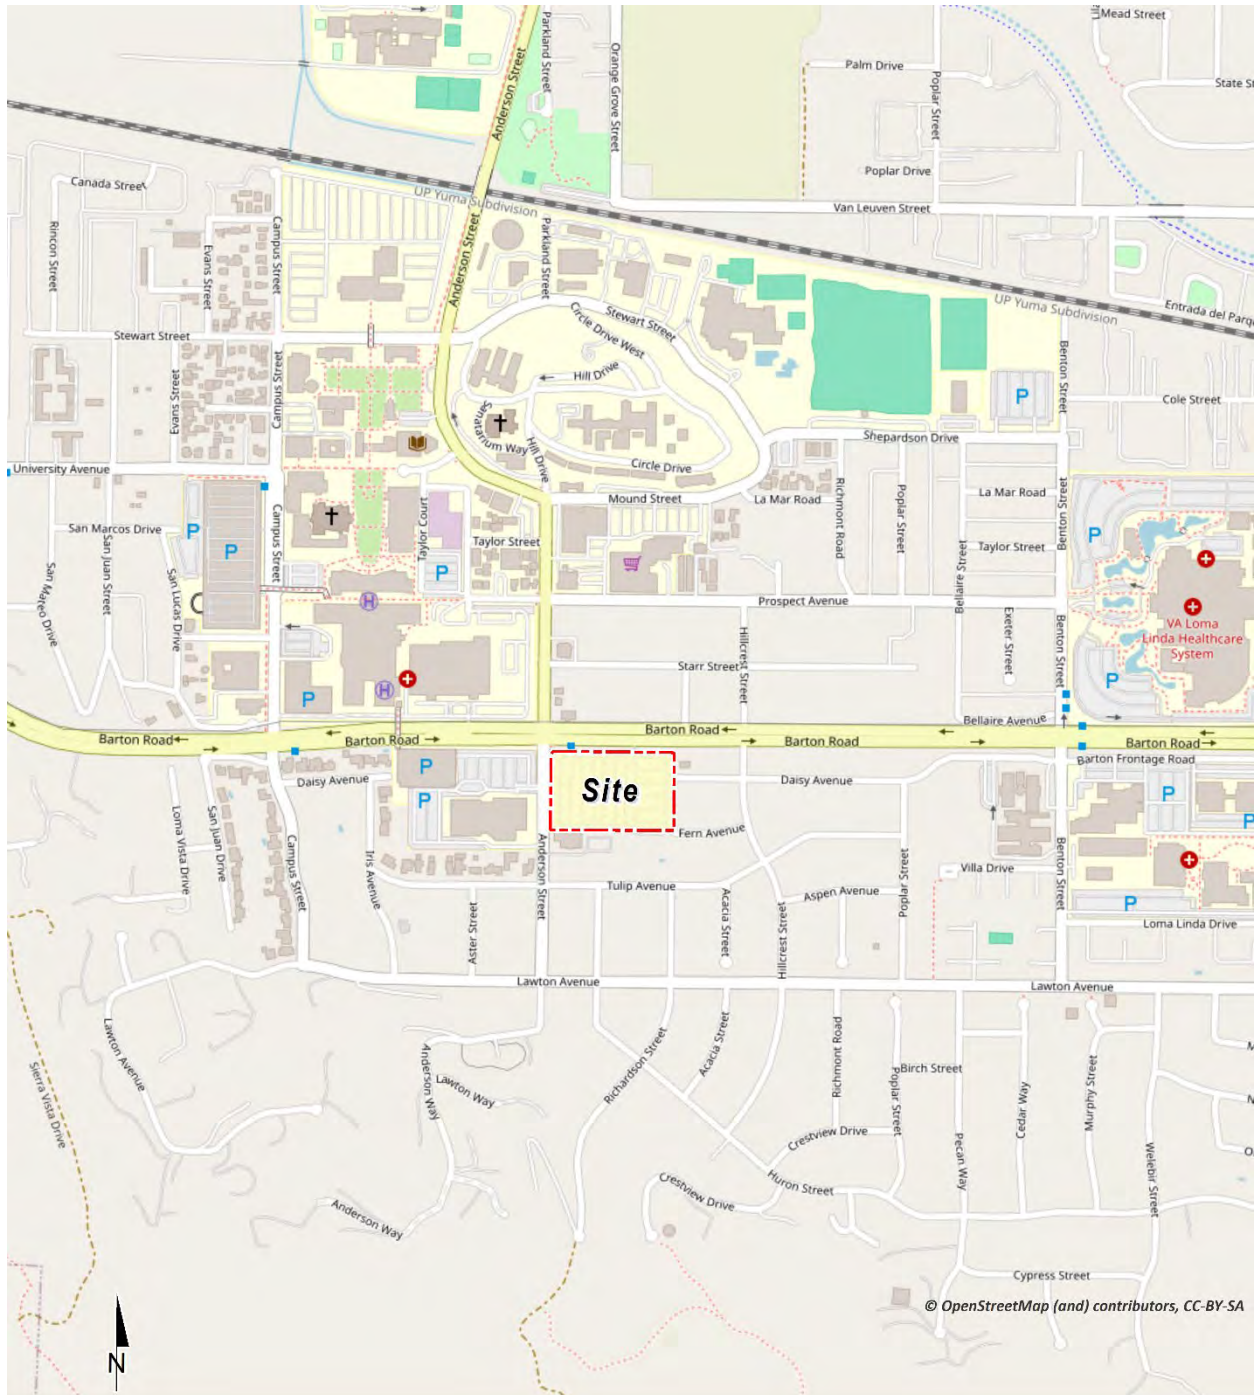 Mead Street
Parkland Street
Orange Grove Street
Anderson Street
Palm Drive
Poplar Street
State St
Poplar Drive
Canada Street
UP Yuma Subdivision
Van Leuven Street
Rincon Street
Evans Street
Campus Street
Anderson Street
Parkland Street
UP Yuma Subdivision
Entrada del Parq
Stewart Street
Stewart Street
Circle Drive West
Hill Drive
Benton Street
Evans Street
Campus Street
P
Cole Street
Sanatarium Way
Hill Drive
Circle Drive
Shepardson Drive
University Avenue
Mound Street
La Mar Road
Richmont Road
Poplar Street
La Mar Road
Benton Street
San Marcos Drive
P
P
Campus Street
Taylor Court
Taylor Street
P
Taylor Street
P
San Mateo Drive
San Juan Street
San Lucas Drive
H
Prospect Avenue
Bellaire Street
Exeter Street
Benton Street
VA Loma
Linda Healthcare
System
Hillcrest Street
Starr Street
P
H
P
Bellaire Avenue
Barton Road
Barton Road
Barton Road
Barton Road
Barton Road
Barton Frontage Road
P
Daisy Avenue
Site
Daisy Avenue
P
P
P
Loma Vista Drive
San Juan Drive
Campus Street
Iris Avenue
Anderson Street
Fern Avenue
Benton Street
Tulip Avenue
Aspen Avenue
Poplar Street
Villa Drive
Aster Street
Acacia Street
Hillcrest Street
P
Loma Linda Drive
Lawton Avenue
Lawton Avenue
Lawton Avenue
Sierra Vista Drive
Anderson Way
Lawton Way
Richardson Street
Acacia Street
Richmont Road
Poplar Street
Birch Street
Cedar Way
Murphy Street
Crestview Drive
Huron Street
Pecan Way
Welebir Street
Crestview Drive
Anderson Way
Cypress Street
© OpenStreetMap (and) contributors, CC-BY-SA
N